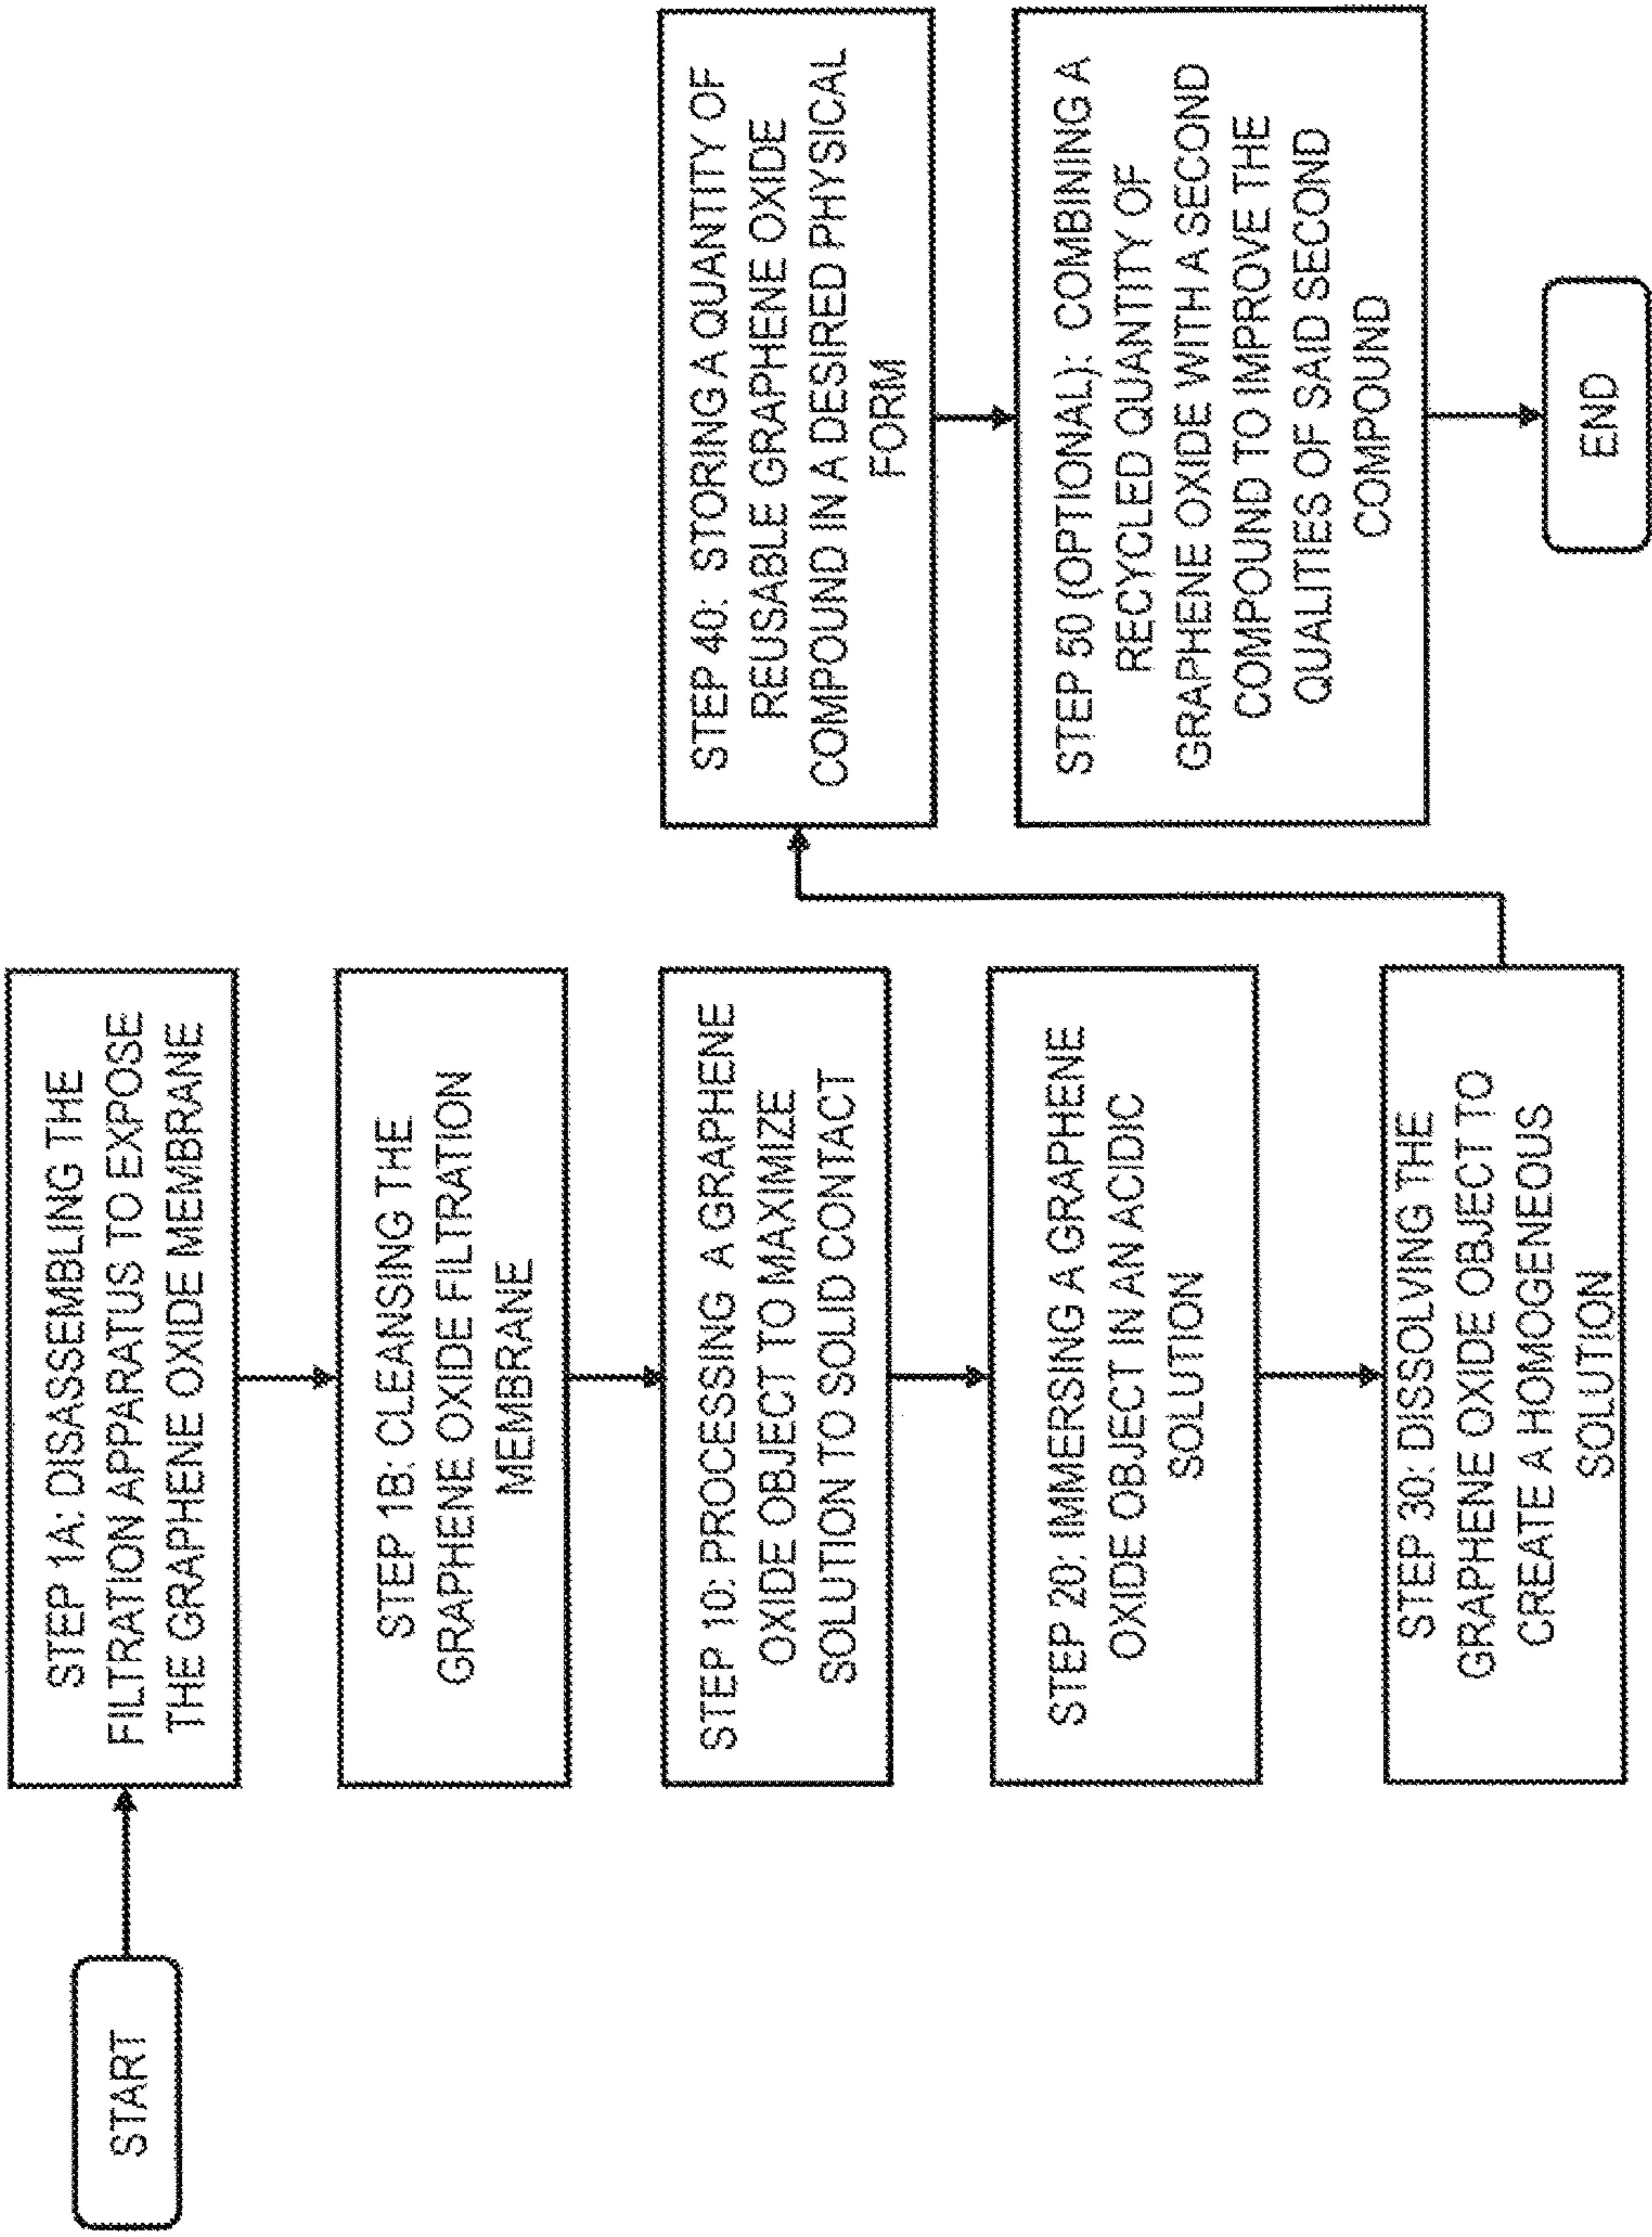 START
STEP 1A: DISASSEMBLING THE
FILTRATION APPARATUS TO EXPOSE
THE GRAPHENE OXIDE MEMBRANE
STEP 1B: CLEANSING THE
GRAPHENE OXIDE FILTRATION
MEMBRANE
STEP 10: PROCESSING A GRAPHENE
OXIDE OBJECT TO MAXIMIZE
SOLUTION TO SOLID CONTACT
STEP 20: IMMERSING A GRAPHENE
OXIDE OBJECT IN AN ACIDIC
SOLUTION
STEP 30: DISSOLVING THE
GRAPHENE OXIDE OBJECT TO
CREATE A HOMOGENEOUS
SOLUTION
STEP 40: STORING A QUANTITY OF
REUSABLE GRAPHENE OXIDE
COMPOUND IN A DESIRED PHYSICAL
FORM
STEP 50 (OPTIONAL): COMBINING A
RECYCLED QUANTITY OF
GRAPHENE OXIDE WITH A SECOND
COMPOUND TO IMPROVE THE
QUALITIES OF SAID SECOND
COMPOUND
END